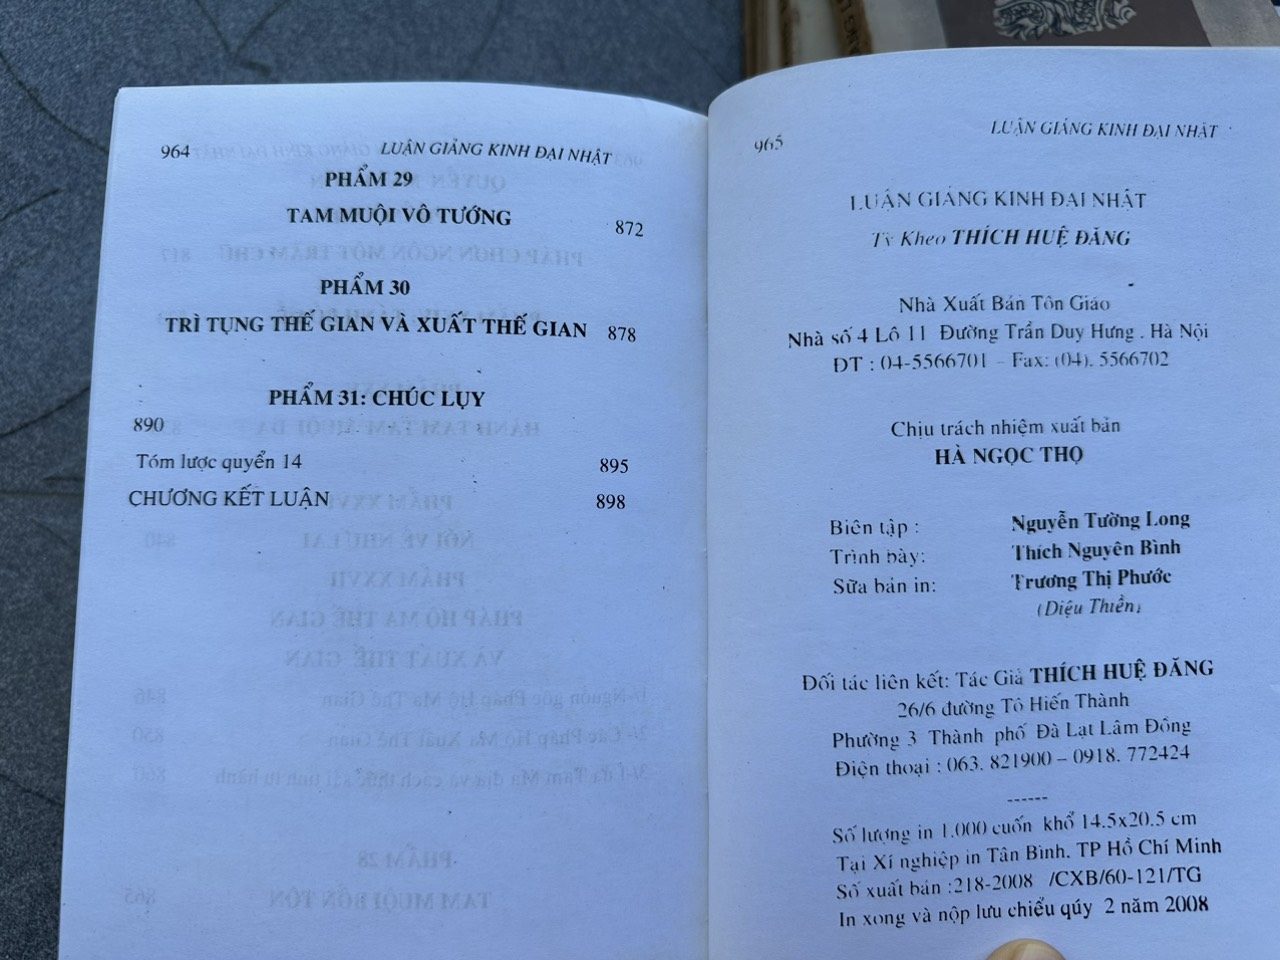 964 LUẬN GIẢNG KINH ĐẠI NHẬT
PHẨM 29
TAM MUỘI VÔ TƯỚNG 872
PHẨM 30
TRÌ TỤNG THẾ GIAN VÀ XUẤT THẾ GIAN 878
PHẨM 31: CHÚC LỤY
890
Tóm lược quyển 14 895
CHƯƠNG KẾT LUẬN 898
965 LUẬN GIẢNG KINH ĐẠI NHẬT
LUẬN GIẢNG KINH ĐẠI NHẬT
Tỳ Kheo THÍCH HUỆ ĐĂNG
Nhà Xuất Bản Tôn Giáo
Nhà số 4 Lô 11 Đường Trần Duy Hưng . Hà Nội
ĐT : 04-5566701 – Fax: (04). 5566702
Chịu trách nhiệm xuất bản
HÀ NGỌC THỌ
Biên tập : Nguyễn Tường Long
Trình bày: Thích Nguyên Bình
Sữa bản in: Trương Thị Phước
(Diệu Thiền)
Đối tác liên kết: Tác Giả THÍCH HUỆ ĐĂNG
26/6 đường Tô Hiến Thành
Phường 3 Thành phố Đà Lạt Lâm Đồng
Điện thoại : 063. 821900 – 0918. 772424
------
Số lượng in 1.000 cuốn khổ 14.5x20.5 cm
Tại Xí nghiệp in Tân Bình. TP Hồ Chí Minh
Số xuất bản :218-2008 /CXB/60-121/TG
In xong và nộp lưu chiểu qúy 2 năm 2008